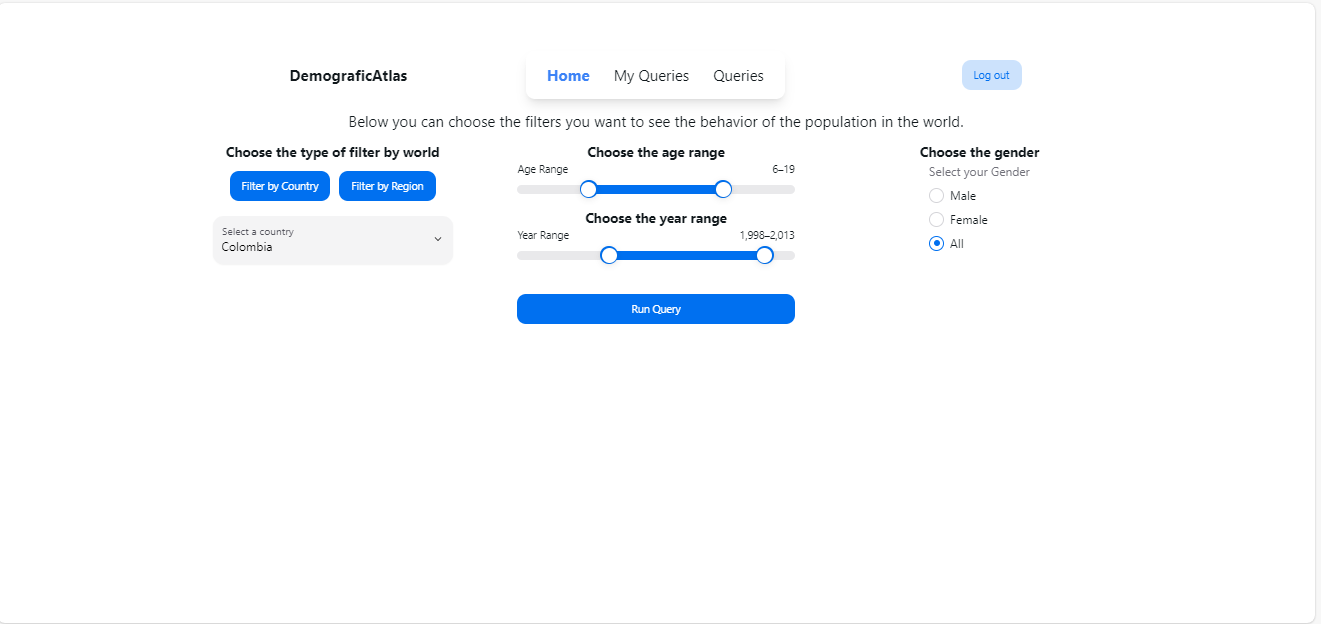 DemograficAtlas
Home My Queries Queries
Log out
Below you can choose the filters you want to see the behavior of the population in the world.
Choose the type of filter by world
Filter by Country Filter by Region
Select a country
Colombia
Choose the age range
Age Range 6–19
Choose the year range
Year Range 1,998–2,013
Run Query
Choose the gender
Select your Gender
Male
Female
All